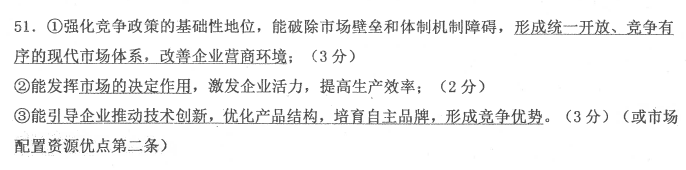 51. ①强化竞争政策的基础性地位，能破除市场壁垒和体制机制障碍，形成统一开放、竞争有
序的现代市场体系，改善企业营商环境；（3 分）
②能发挥市场的决定作用，激发企业活力，提高生产效率；（2 分）
③能引导企业推动技术创新，优化产品结构，培育自主品牌，形成竞争优势。（3 分）（或市场
配置资源优点第二条）